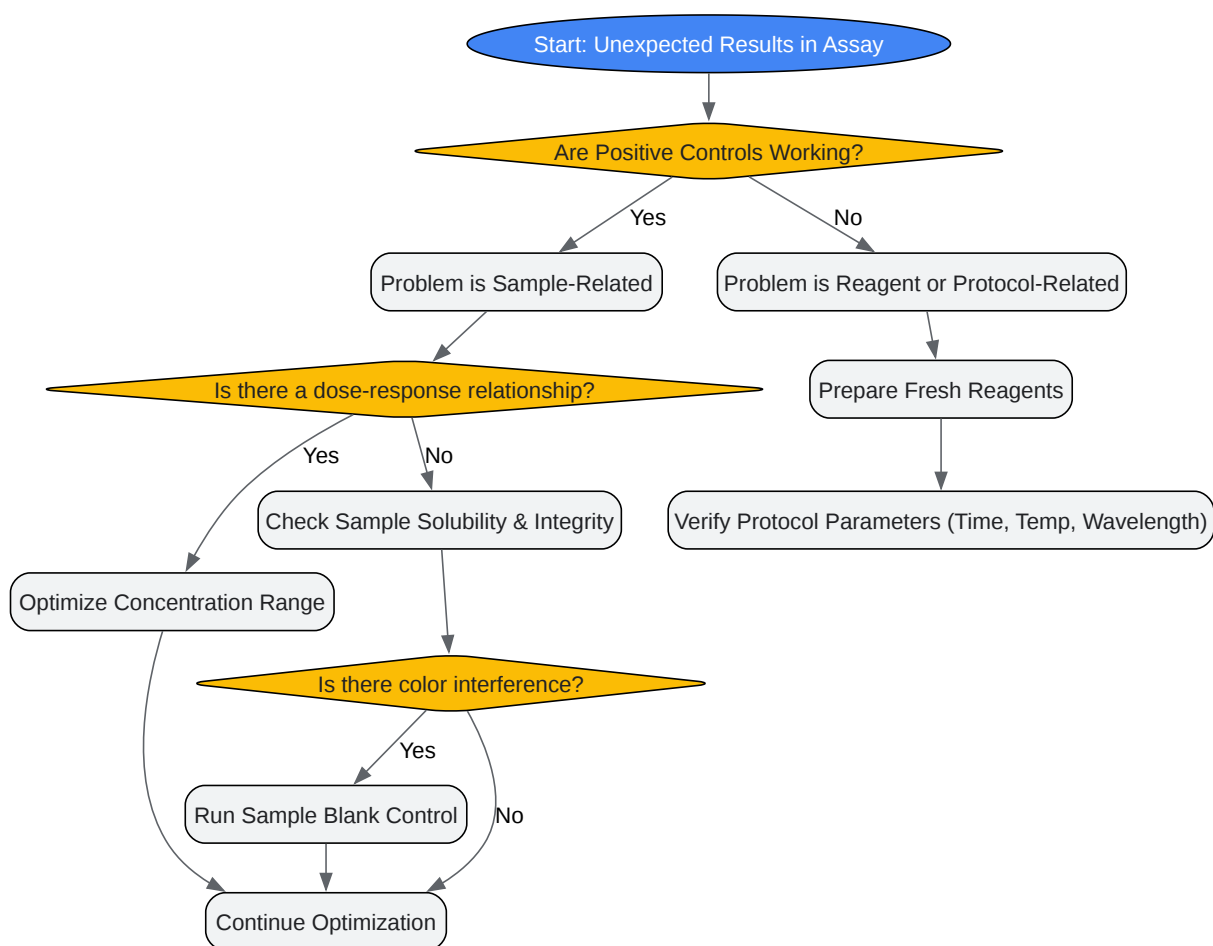 Start: Unexpected Results in Assay
Are Positive Controls Working?
Yes
No
Problem is Sample-Related
Problem is Reagent or Protocol-Related
Is there a dose-response relationship?
Prepare Fresh Reagents
Yes
No
Check Sample Solubility & Integrity
Verify Protocol Parameters (Time, Temp, Wavelength)
Optimize Concentration Range
Is there color interference?
Yes
No
Run Sample Blank Control
Continue Optimization